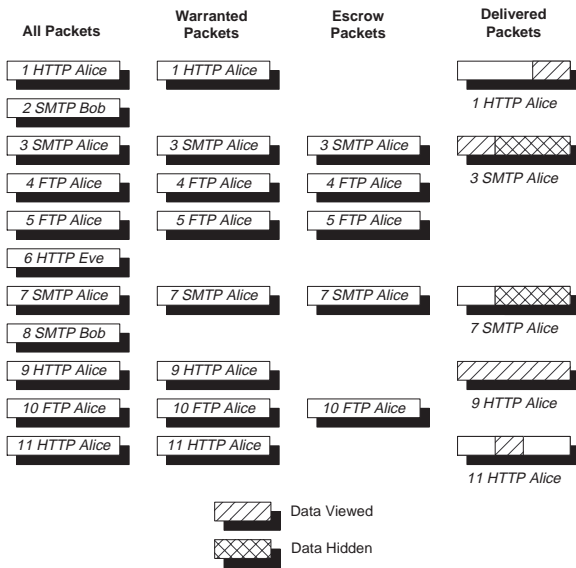 All Packets
Warranted
Packets
Escrow
Packets
Delivered
Packets
1 HTTP Alice
1 HTTP Alice
1 HTTP Alice
2 SMTP Bob
3 SMTP Alice
3 SMTP Alice
3 SMTP Alice
3 SMTP Alice
4 FTP Alice
4 FTP Alice
4 FTP Alice
5 FTP Alice
5 FTP Alice
5 FTP Alice
6 HTTP Eve
7 SMTP Alice
7 SMTP Alice
7 SMTP Alice
7 SMTP Alice
8 SMTP Bob
9 HTTP Alice
9 HTTP Alice
9 HTTP Alice
10 FTP Alice
10 FTP Alice
10 FTP Alice
11 HTTP Alice
11 HTTP Alice
11 HTTP Alice
Data Viewed
Data Hidden